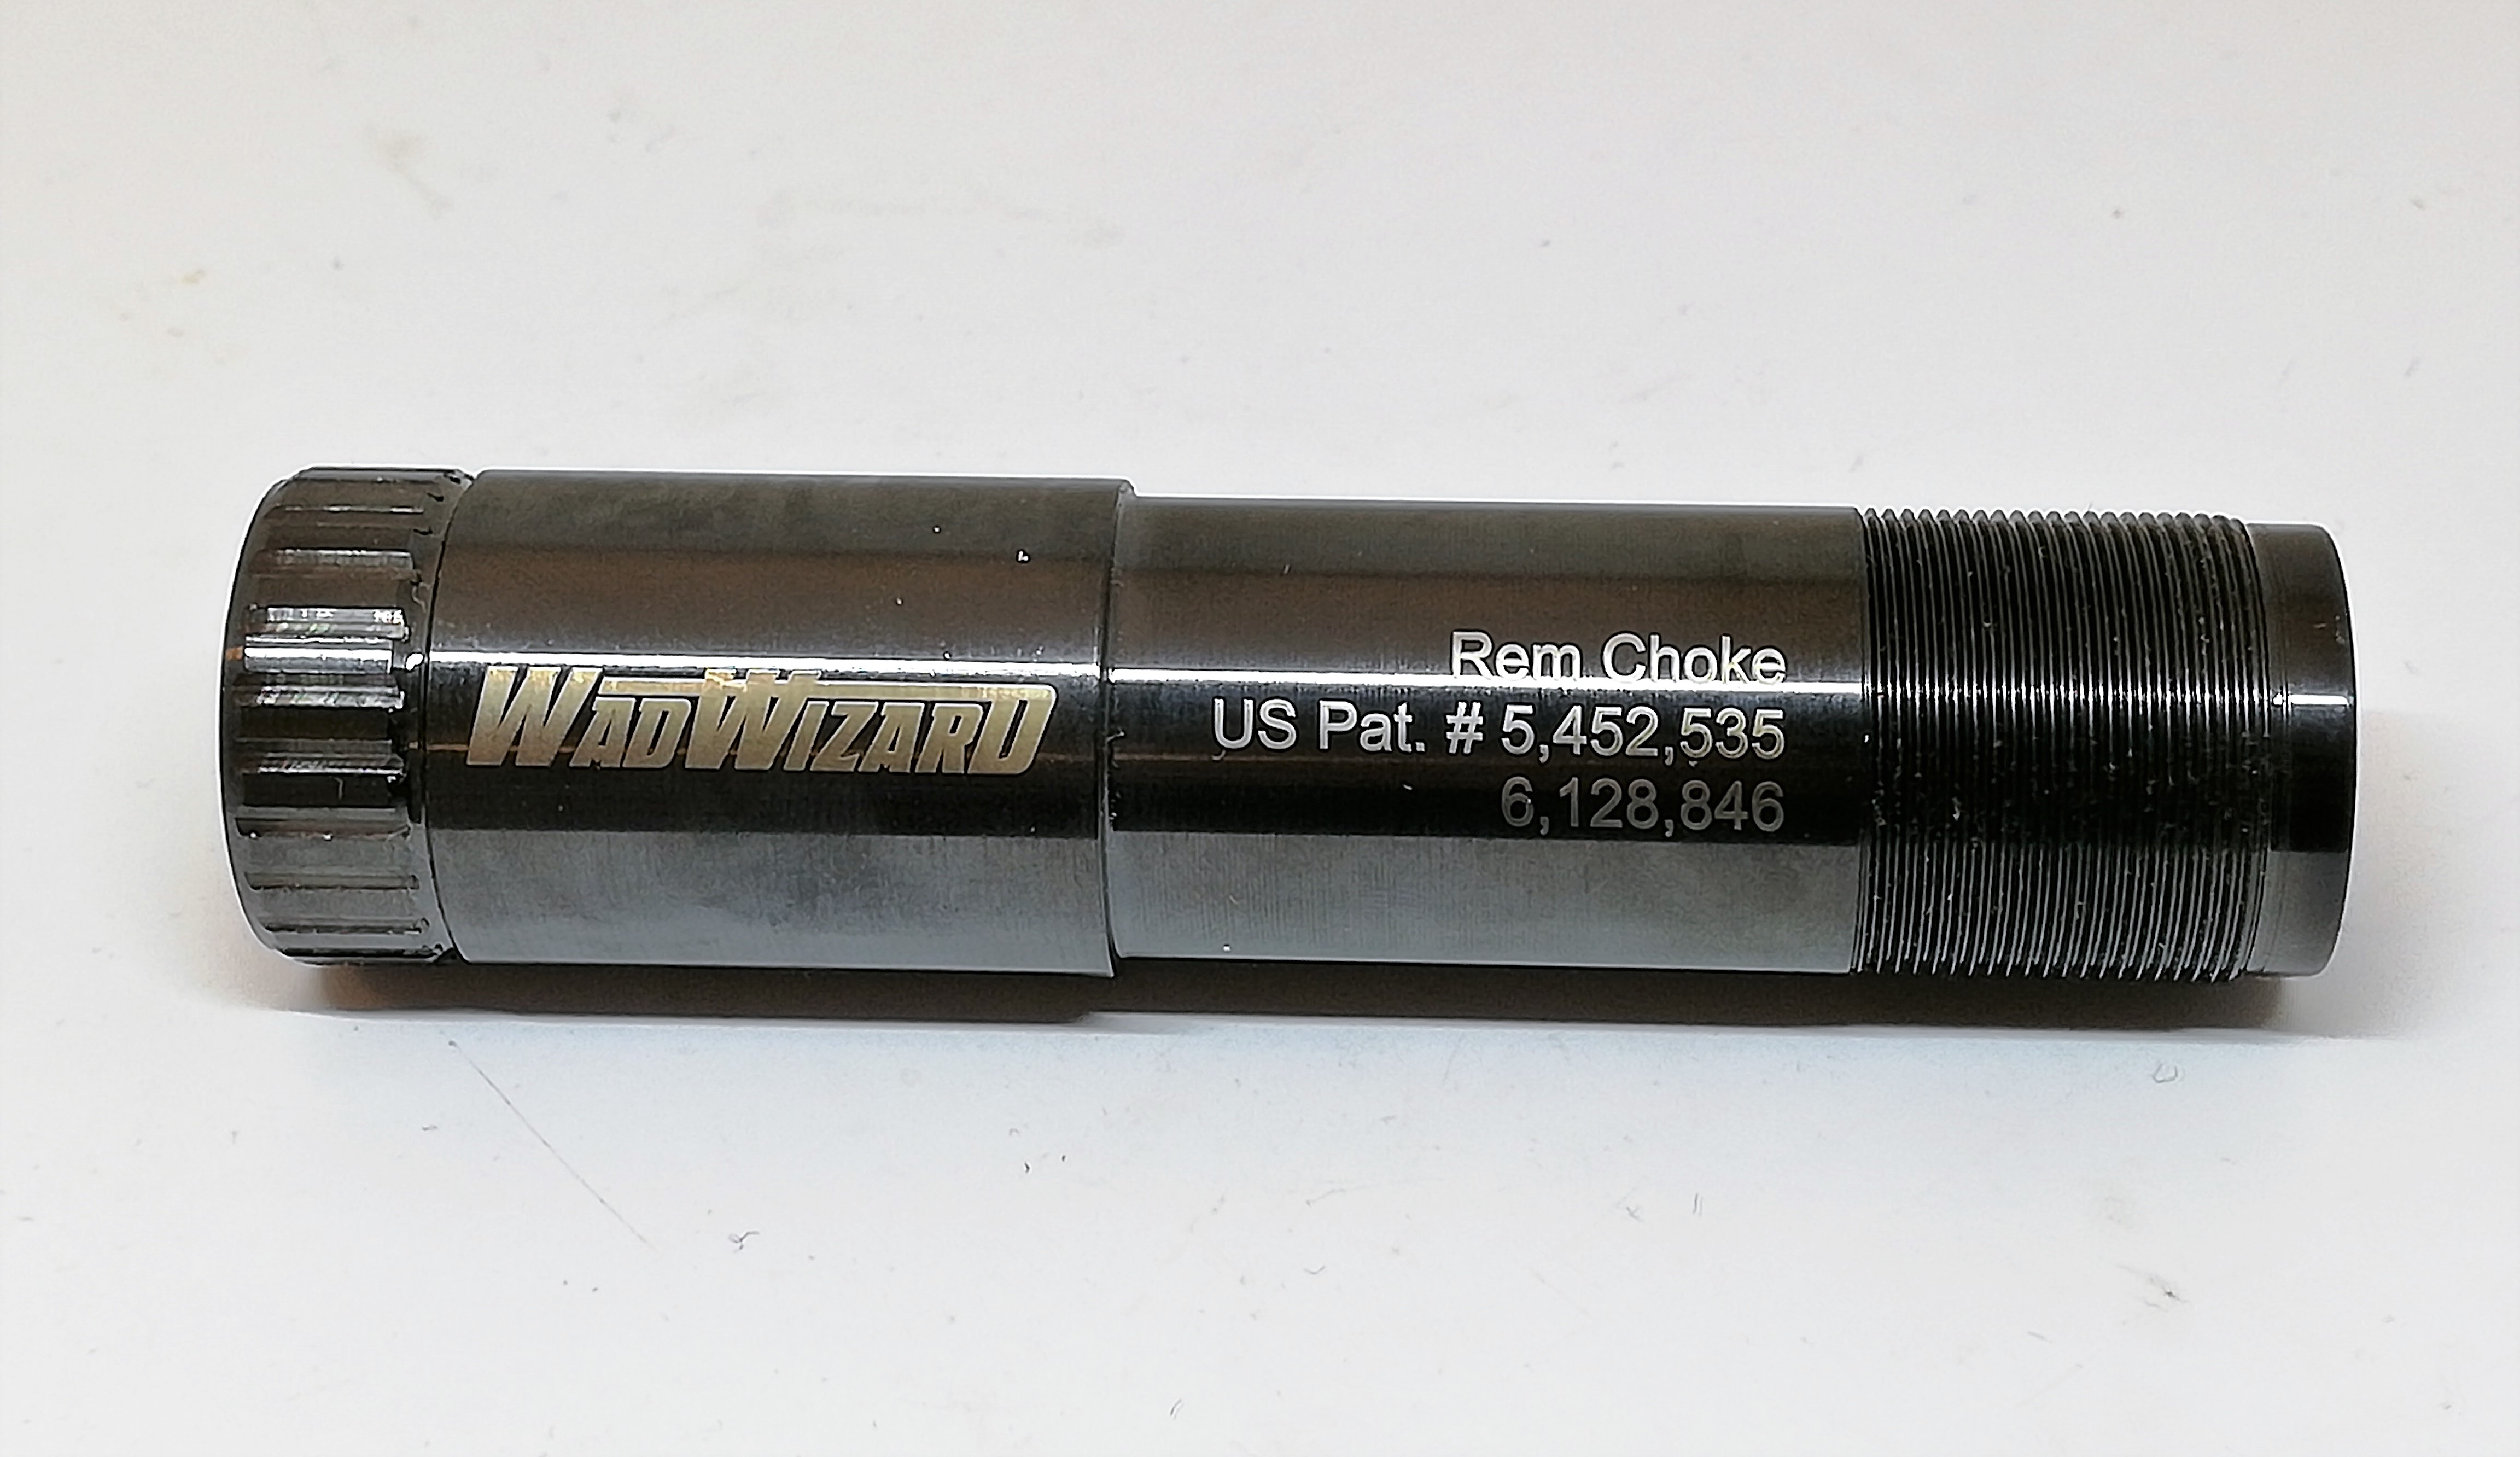 WADWIZARD
Rem Choke
US Pat. # 5,452,535
6,128,846